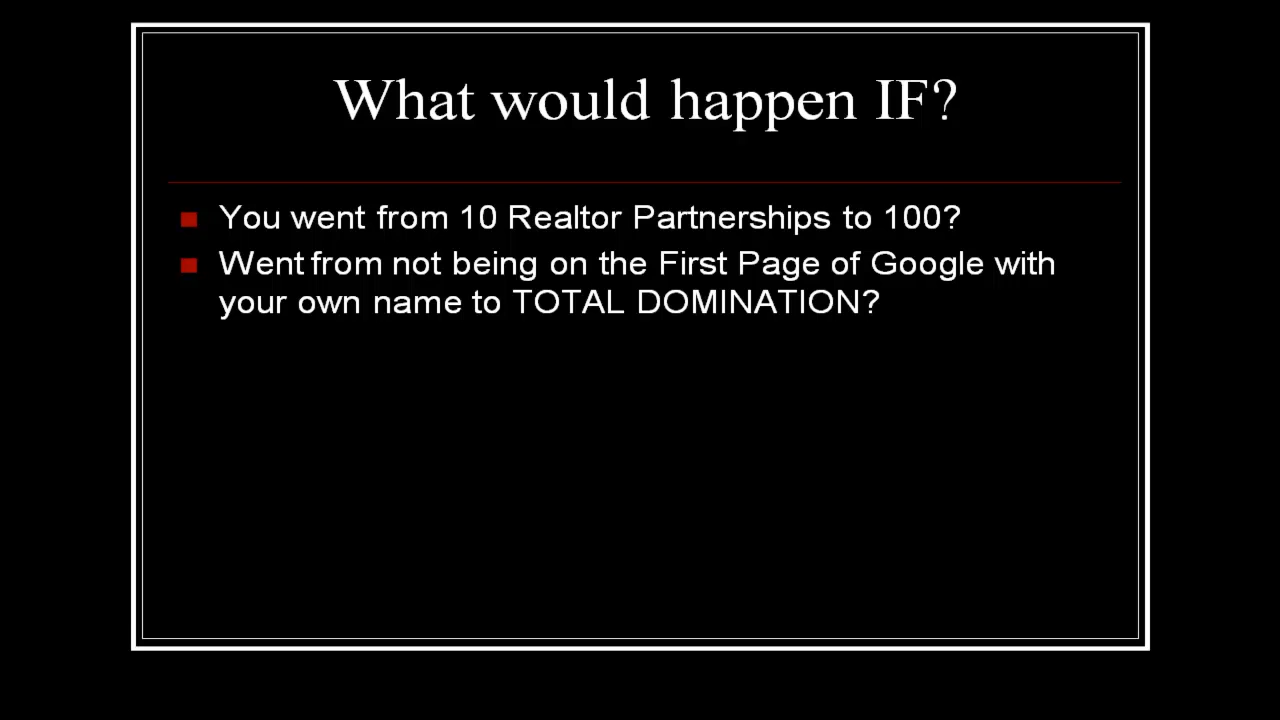 What would happen IF?
You went from 10 Realtor Partnerships to 100?
Went from not being on the First Page of Google with
your own name to TOTAL DOMINATION?